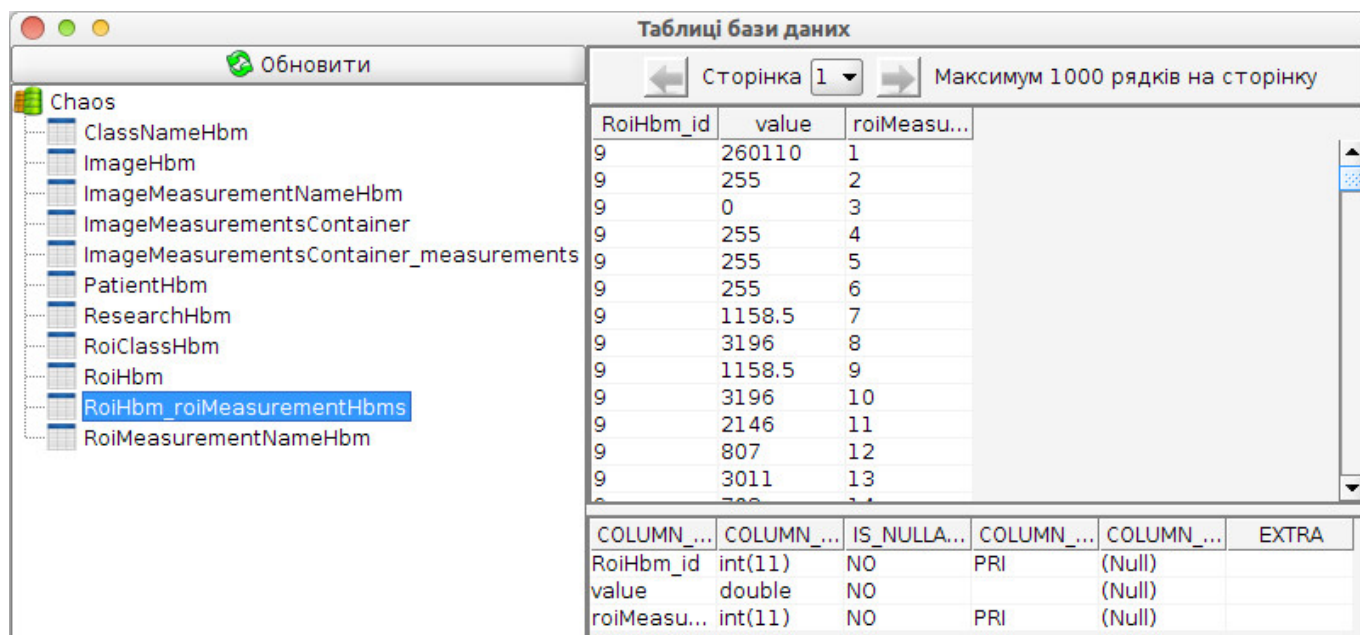 Таблиці бази даних
Обновити
Chaos
ClassNameHbm
ImageHbm
ImageMeasurementNameHbm
ImageMeasurementsContainer
ImageMeasurementsContainer_measurements
PatientHbm
ResearchHbm
RoiClassHbm
RoiHbm
RoiHbm_roiMeasurementHbms
RoiMeasurementNameHbm
Сторінка 1 Максимум 1000 рядків на сторінку
RoiHbm_id value roiMeasu...
9 260110 1
9 255 2
9 0 3
9 255 4
9 255 5
9 255 6
9 1158.5 7
9 3196 8
9 1158.5 9
9 3196 10
9 2146 11
9 807 12
9 3011 13
COLUMN_... COLUMN_... IS_NULLA... COLUMN_... COLUMN_... EXTRA
RoiHbm_id int(11) NO PRI (Null)
value double NO (Null)
roiMeasu... int(11) NO PRI (Null)